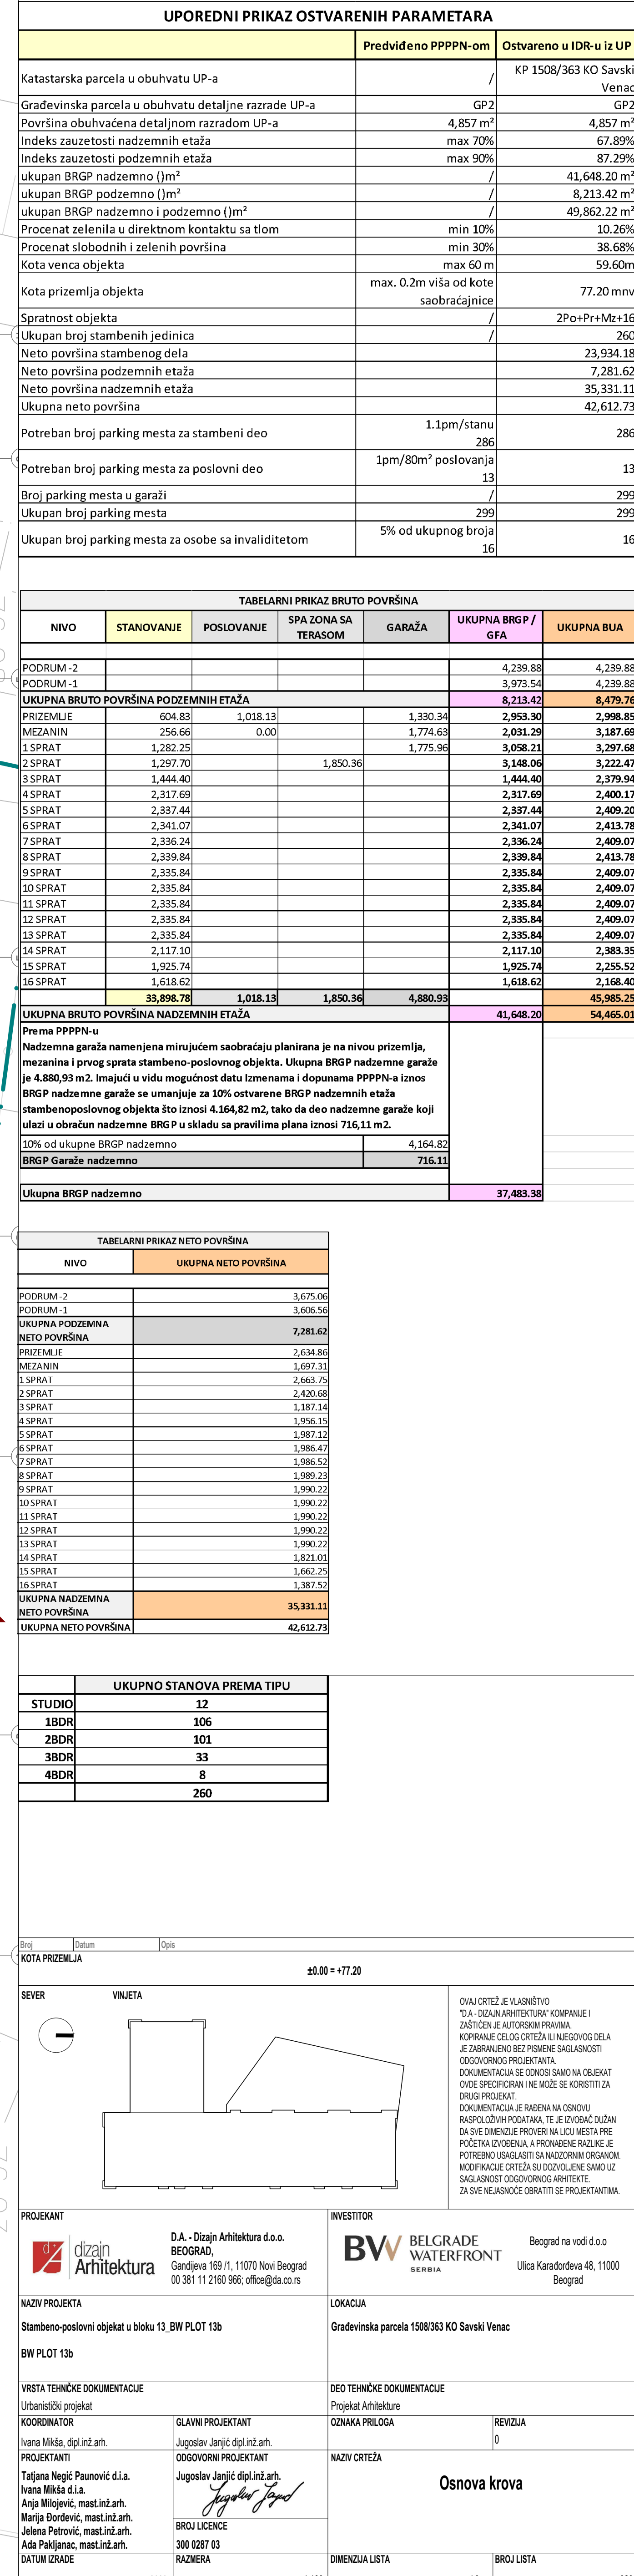 UPOREDNI PRIKAZ OSTVARENIH PARAMETARA
Predviđeno PPPPN-om Ostvareno u IDR-u iz UP
Katastarska parcela u obuhvatu UP-a / KP 1508/363 KO Savski Venac
Građevinska parcela u obuhvatu detaljne razrade UP-a GP2 GP2
Površina obuhvaćena detaljnom razradom UP-a 4,857 m² 4,857 m²
Indeks zauzetosti nadzemnih etaža max 70% 67.89%
Indeks zauzetosti podzemnih etaža max 90% 87.29%
ukupan BRGP nadzemno ()m² / 41,648.20 m²
ukupan BRGP podzemno ()m² / 8,213.42 m²
ukupan BRGP nadzemno i podzemno ()m² / 49,862.22 m²
Procenat zelenila u direktnom kontaktu sa tlom min 10% 10.26%
Procenat slobodnih i zelenih površina min 30% 38.68%
Kota venca objekta max 60 m 59.60m
Kota prizemlja objekta max. 0.2m viša od kote saobraćajnice 77.20 mnv
Spratnost objekta / 2Po+Pr+Mz+16
Ukupan broj stambenih jedinica / 260
Neto površina stambenog dela 23,934.18
Neto površina podzemnih etaža 7,281.62
Neto površina nadzemnih etaža 35,331.11
Ukupna neto površina 42,612.73
Potreban broj parking mesta za stambeni deo 1.1pm/stanu 286 286
Potreban broj parking mesta za poslovni deo 1pm/80m² poslovanja 13 13
Broj parking mesta u garaži / 299
Ukupan broj parking mesta 299 299
Ukupan broj parking mesta za osobe sa invaliditetom 5% od ukupnog broja 16 16
TABELARNI PRIKAZ BRUTO POVRŠINA
NIVO STANOVANJE POSLOVANJE SPA ZONA SA TERASOM GARAŽA UKUPNA BRGP / GFA UKUPNA BUA
PODRUM -2 4,239.88 4,239.88
PODRUM -1 3,973.54 4,239.88
UKUPNA BRUTO POVRŠINA PODZEMNIH ETAŽA 8,213.42 8,479.76
PRIZEMLJE 604.83 1,018.13 1,330.34 2,953.30 2,998.85
MEZANIN 256.66 0.00 1,774.63 2,031.29 3,187.69
1 SPRAT 1,282.25 1,775.96 3,058.21 3,297.68
2 SPRAT 1,297.70 1,850.36 3,148.06 3,222.47
3 SPRAT 1,444.40 1,444.40 2,379.94
4 SPRAT 2,317.69 2,317.69 2,400.17
5 SPRAT 2,337.44 2,337.44 2,409.20
6 SPRAT 2,341.07 2,341.07 2,413.78
7 SPRAT 2,336.24 2,336.24 2,409.07
8 SPRAT 2,339.84 2,339.84 2,413.78
9 SPRAT 2,335.84 2,335.84 2,409.07
10 SPRAT 2,335.84 2,335.84 2,409.07
11 SPRAT 2,335.84 2,335.84 2,409.07
12 SPRAT 2,335.84 2,335.84 2,409.07
13 SPRAT 2,335.84 2,335.84 2,409.07
14 SPRAT 2,117.10 2,117.10 2,383.35
15 SPRAT 1,925.74 1,925.74 2,255.52
16 SPRAT 1,618.62 1,618.62 2,168.40
33,898.78 1,018.13 1,850.36 4,880.93 45,985.25
UKUPNA BRUTO POVRŠINA NADZEMNIH ETAŽA 41,648.20 54,465.01
Prema PPPPN-u
Nadzemna garaža namenjena mirujućem saobraćaju planirana je na nivou prizemlja,
mezanina i prvog sprata stambeno-poslovnog objekta. Ukupna BRGP nadzemne garaže
je 4.880,93 m2. Imajući u vidu mogućnost datu Izmenama i dopunama PPPPN-a iznos
BRGP nadzemne garaže se umanjuje za 10% ostvarene BRGP nadzemnih etaža
stambenoposlovnog objekta što iznosi 4.164,82 m2, tako da deo nadzemne garaže koji
ulazi u obračun nadzemne BRGP u skladu sa pravilima plana iznosi 716,11 m2.
10% od ukupne BRGP nadzemno 4,164.82
BRGP Garaže nadzemno 716.11
Ukupna BRGP nadzemno 37,483.38
TABELARNI PRIKAZ NETO POVRŠINA
NIVO UKUPNA NETO POVRŠINA
PODRUM -2 3,675.06
PODRUM -1 3,606.56
UKUPNA PODZEMNA NETO POVRŠINA 7,281.62
PRIZEMLJE 2,634.86
MEZANIN 1,697.31
1 SPRAT 2,663.75
2 SPRAT 2,420.68
3 SPRAT 1,187.14
4 SPRAT 1,956.15
5 SPRAT 1,987.12
6 SPRAT 1,986.47
7 SPRAT 1,986.52
8 SPRAT 1,989.23
9 SPRAT 1,990.22
10 SPRAT 1,990.22
11 SPRAT 1,990.22
12 SPRAT 1,990.22
13 SPRAT 1,990.22
14 SPRAT 1,821.01
15 SPRAT 1,662.25
16 SPRAT 1,387.52
UKUPNA NADZEMNA NETO POVRŠINA 35,331.11
UKUPNA NETO POVRŠINA 42,612.73
UKUPNO STANOVA PREMA TIPU
STUDIO 12
1BDR 106
2BDR 101
3BDR 33
4BDR 8
260
Broj Datum Opis
KOTA PRIZEMLJA
±0.00 = +77.20
SEVER VINJETA
OVAJ CRTEŽ JE VLASNIŠTVO
"D.A - DIZAJN.ARHITEKTURA" KOMPANIJE I
ZAŠTIĆEN JE AUTORSKIM PRAVIMA.
KOPIRANJE CELOG CRTEŽA ILI NJEGOVOG DELA
JE ZABRANJENO BEZ PISMENE SAGLASNOSTI
ODGOVORNOG PROJEKTANTA.
DOKUMENTACIJA SE ODNOSI SAMO NA OBJEKAT
OVDE SPECIFICIRAN I NE MOŽE SE KORISTITI ZA
DRUGI PROJEKAT.
DOKUMENTACIJA JE RAĐENA NA OSNOVU
RASPOLOŽIVIH PODATAKA, TE JE IZVOĐAČ DUŽAN
DA SVE DIMENZIJE PROVERI NA LICU MESTA PRE
POČETKA IZVOĐENJA, A PRONAĐENE RAZLIKE JE
POTREBNO USAGLASITI SA NADZORNIM ORGANOM.
MODIFIKACIJE CRTEŽA SU DOZVOLJENE SAMO UZ
SAGLASNOST ODGOVORNOG ARHITEKTE.
ZA SVE NEJASNOĆE OBRATITI SE PROJEKTANTIMA.
PROJEKANT
dizajn
Arhitektura
D.A. - Dizajn Arhitektura d.o.o.
BEOGRAD,
Gandijeva 169 /1, 11070 Novi Beograd
00 381 11 2160 966; office@da.co.rs
INVESTITOR
BW BELGRADE
WATERFRONT
SERBIA
Beograd na vodi d.o.o
Ulica Karađorđeva 48, 11000
Beograd
NAZIV PROJEKTA
Stambeno-poslovni objekat u bloku 13_BW PLOT 13b
BW PLOT 13b
LOKACIJA
Građevinska parcela 1508/363 KO Savski Venac
VRSTA TEHNIČKE DOKUMENTACIJE
Urbanistički projekat
DEO TEHNIČKE DOKUMENTACIJE
Projekat Arhitekture
KOORDINATOR
Ivana Mikša, dipl.inž.arh.
GLAVNI PROJEKTANT
Jugoslav Janjić dipl.inž.arh.
OZNAKA PRILOGA
REVIZIJA
0
PROJEKTANTI
Tatjana Negić Paunović d.i.a.
Ivana Mikša d.i.a.
Anja Milojević, mast.inž.arh.
Marija Đorđević, mast.inž.arh.
Jelena Petrović, mast.inž.arh.
Ada Pakljanac, mast.inž.arh.
ODGOVORNI PROJEKTANT
Jugoslav Janjić dipl.inž.arh.
BROJ LICENCE
300 0287 03
NAZIV CRTEŽA
Osnova krova
DATUM IZRADE RAZMERA DIMENZIJA LISTA BROJ LISTA